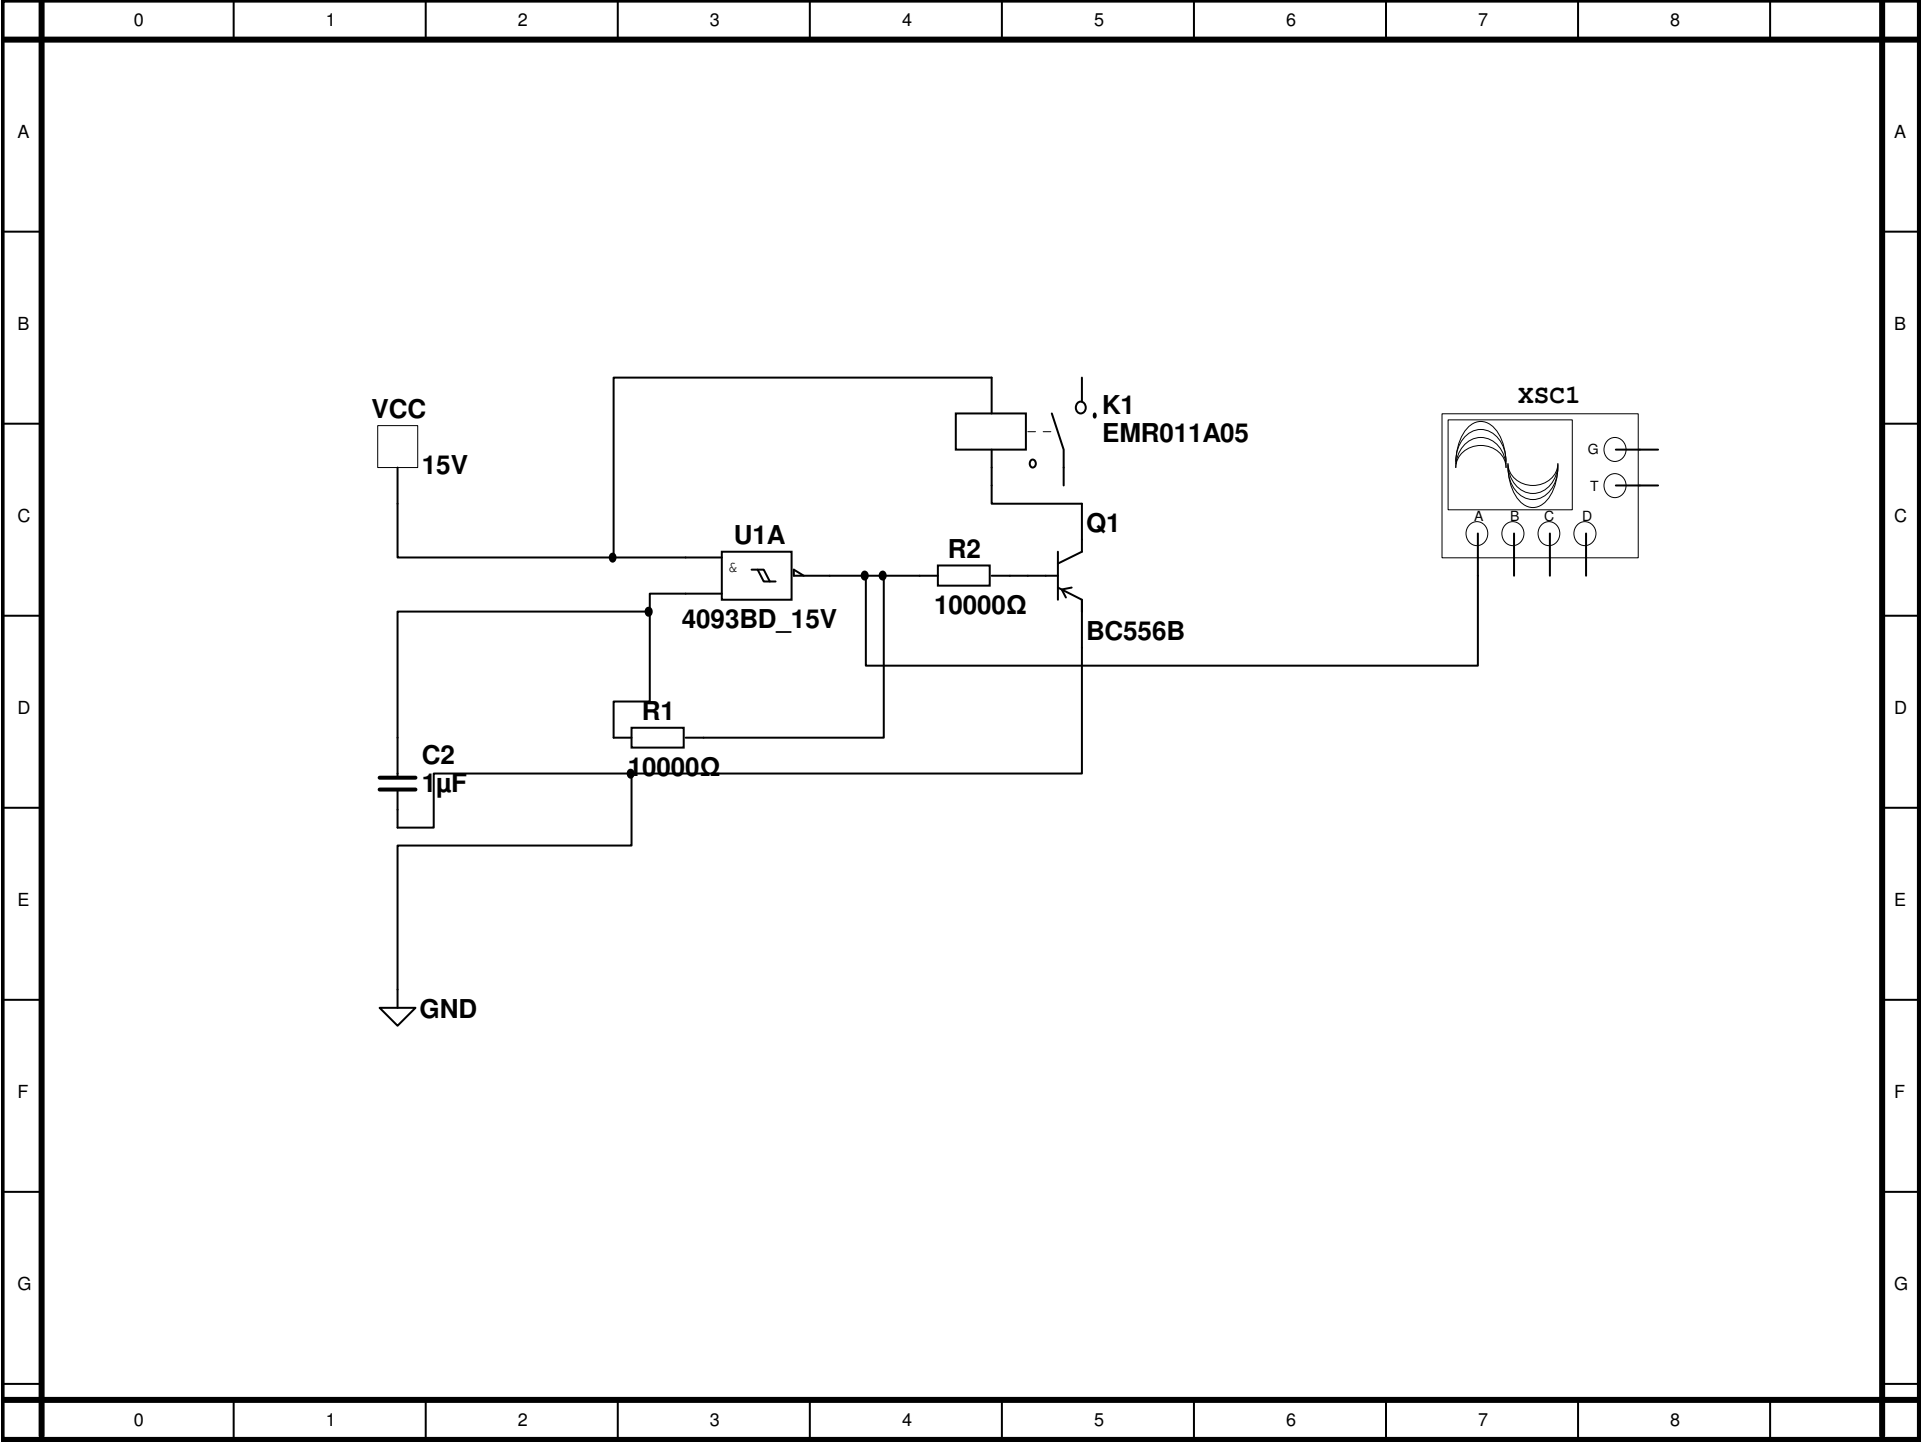 0 1 2 3 4 5 6 7 8
A A
B B
VCC
15V
K1
EMR011A05
XSC1
G
T
A B C D
C C
U1A
&
4093BD_15V
R2
10000Ω
Q1
BC556B
D D
R1
10000Ω
C2
1µF
E E
GND
F F
G G
0 1 2 3 4 5 6 7 8